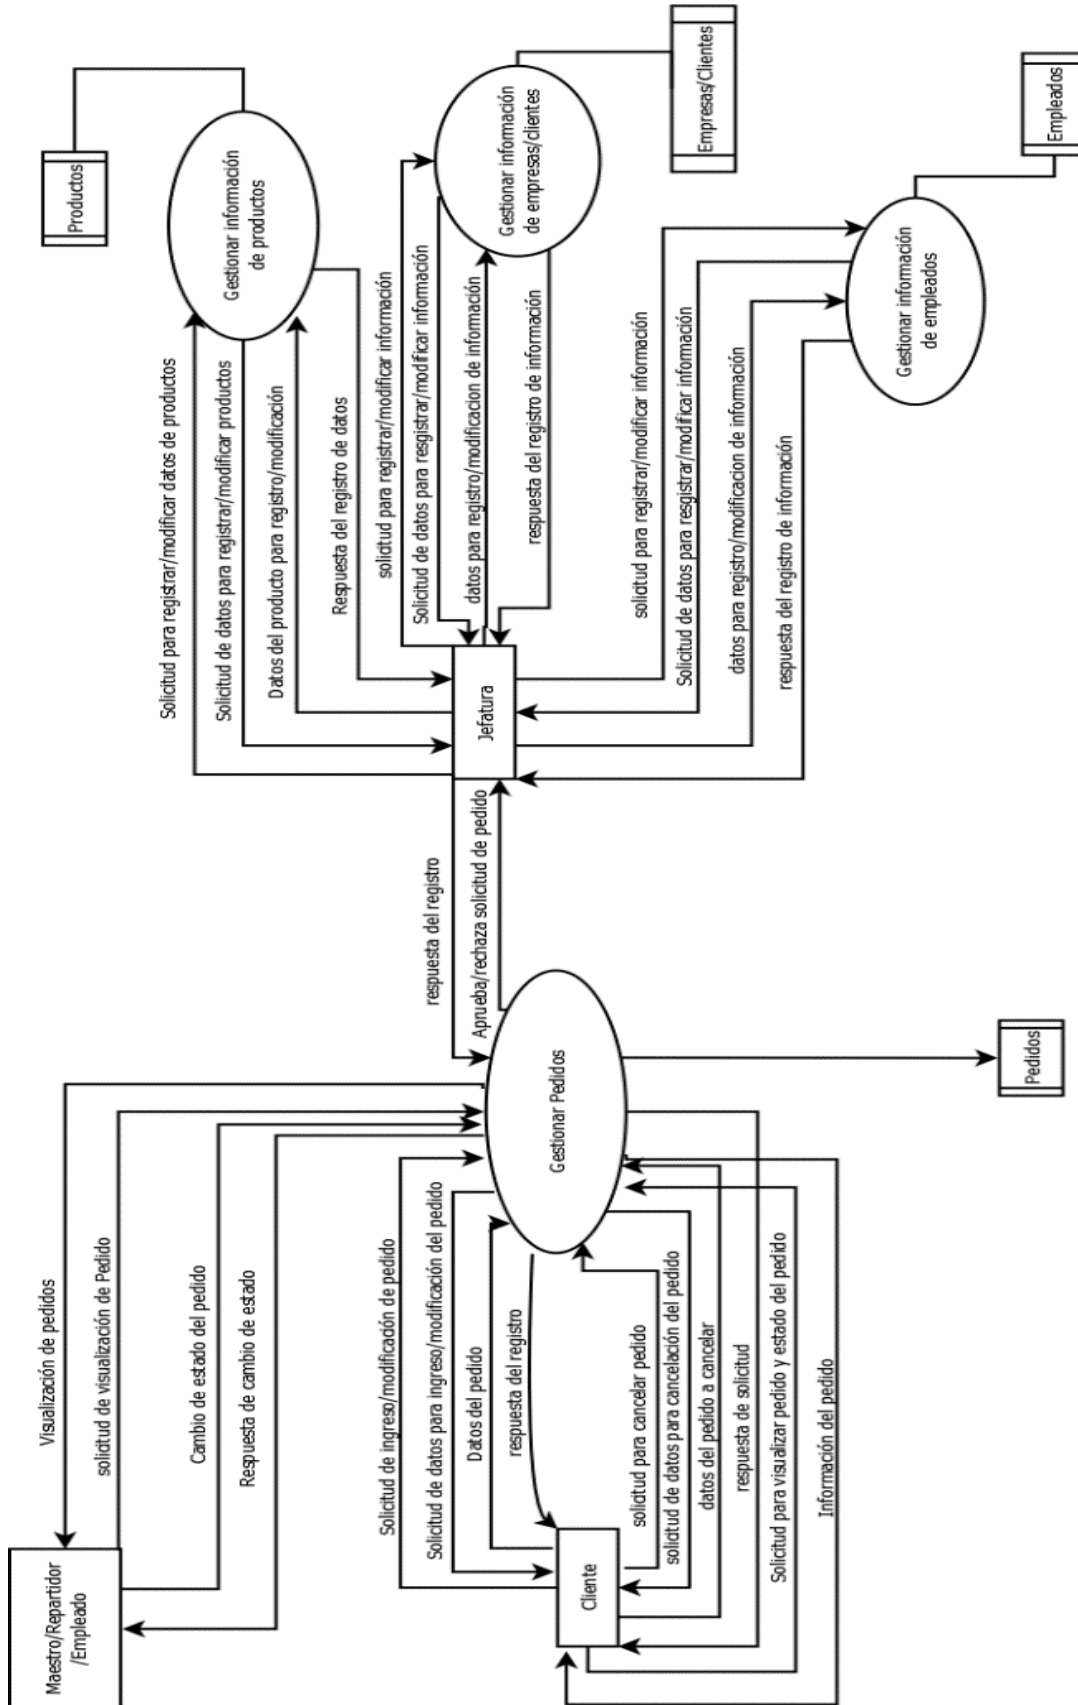 Productos
Gestionar información
de productos
Solicitud para registrar/modificar datos de productos
Solicitud de datos para registrar/modificar productos
Datos del producto para registro/modificación
Respuesta del registro de datos
Gestionar información
de empresas/clientes
Empresas/Clientes
solicitud para registrar/modificar información
Solicitud de datos para resgistrar/modificar información
datos para registro/modificacion de información
respuesta del registro de información
Empleados
Gestionar información
de empleados
solicitud para registrar/modificar información
Solicitud de datos para resgistrar/modificar información
datos para registro/modificacion de información
respuesta del registro de información
Jefatura
respuesta del registro
Aprueba/rechaza solicitud de pedido
Gestionar Pedidos
Pedidos
Visualización de pedidos
solicitud de visualización de Pedido
Cambio de estado del pedido
Respuesta de cambio de estado
Maestro/Repartidor
/Empleado
Solicitud de ingreso/modificación de pedido
Solicitud de datos para ingreso/modificación del pedido
Datos del pedido
respuesta del registro
Cliente
solicitud para cancelar pedido
solicitud de datos para cancelación del pedido
datos del pedido a cancelar
respuesta de solicitud
Solicitud para visualizar pedido y estado del pedido
Información del pedido